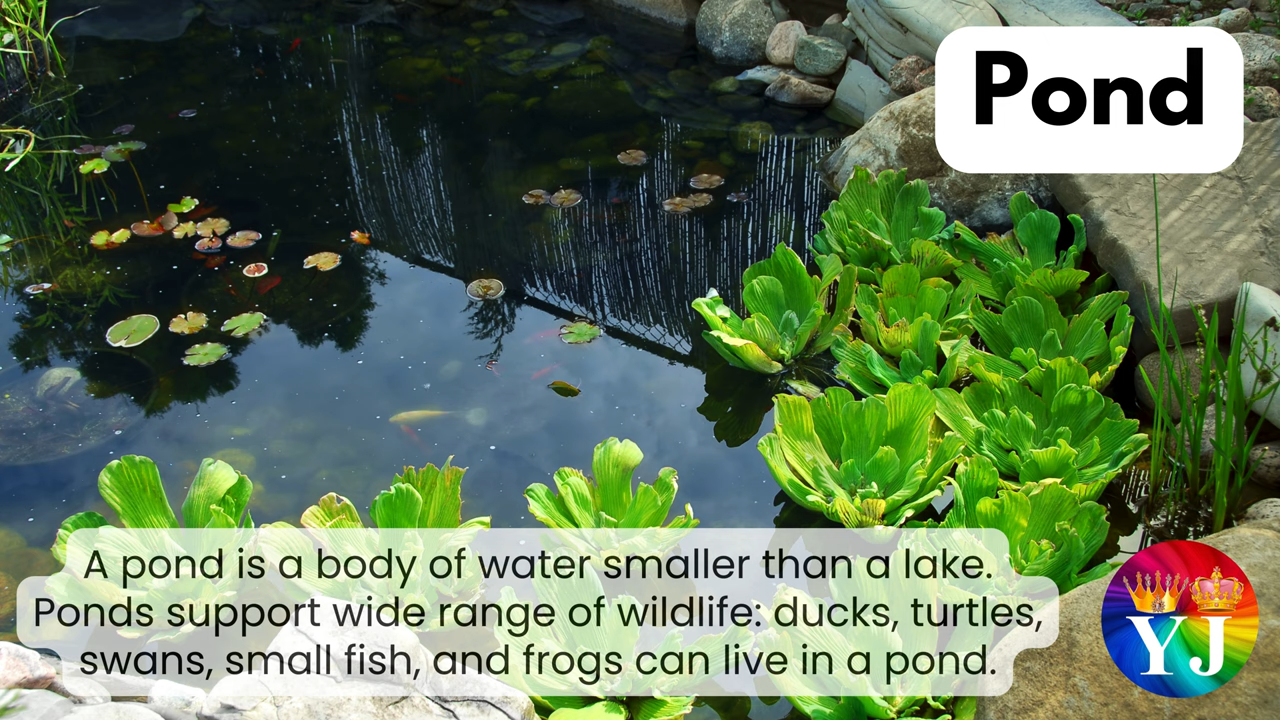 Pond
A pond is a body of water smaller than a lake.
Ponds support wide range of wildlife: ducks, turtles,
swans, small fish, and frogs can live in a pond.
YJ